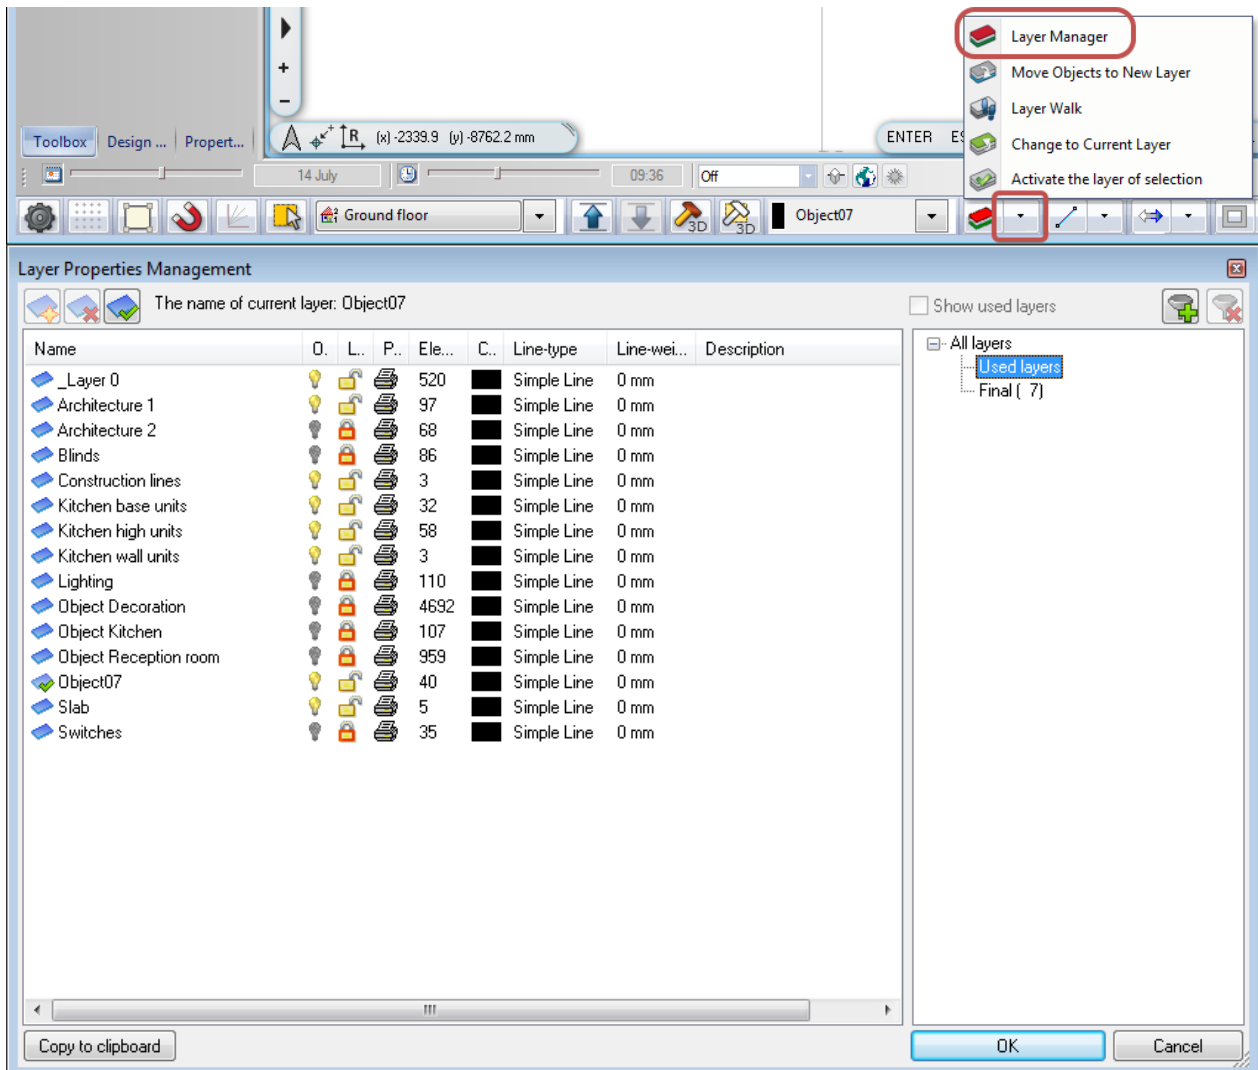 Layer Manager
Move Objects to New Layer
Layer Walk
Change to Current Layer
Activate the layer of selection
Toolbox Design ... Propert...
R (x) -2339.9 (y) -8762.2 mm
ENTER
14 July 09:36 Off
Ground floor 3D 3D Object07
Layer Properties Management
The name of current layer: Object07
Show used layers
Name O. L.. P.. Ele... C.. Line-type Line-wei... Description
_Layer 0 520 Simple Line 0 mm
Architecture 1 97 Simple Line 0 mm
Architecture 2 68 Simple Line 0 mm
Blinds 86 Simple Line 0 mm
Construction lines 3 Simple Line 0 mm
Kitchen base units 32 Simple Line 0 mm
Kitchen high units 58 Simple Line 0 mm
Kitchen wall units 3 Simple Line 0 mm
Lighting 110 Simple Line 0 mm
Object Decoration 4692 Simple Line 0 mm
Object Kitchen 107 Simple Line 0 mm
Object Reception room 959 Simple Line 0 mm
Object07 40 Simple Line 0 mm
Slab 5 Simple Line 0 mm
Switches 35 Simple Line 0 mm
All layers
Used layers
Final ( 7)
Copy to clipboard
OK
Cancel